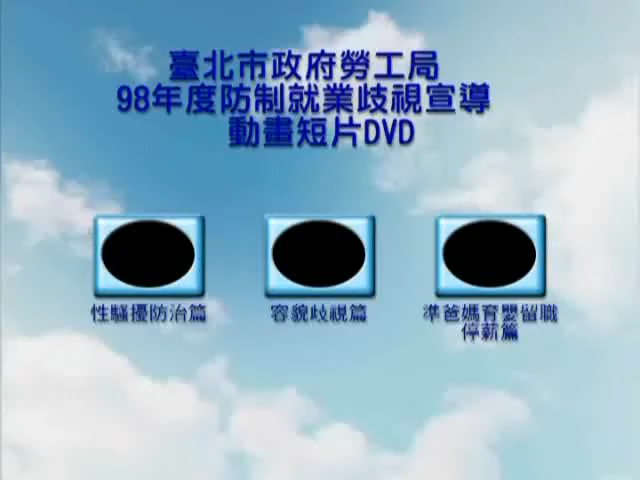 臺北市政府勞工局
98年度防制就業歧視宣導
動畫短片DVD
性騷擾防治篇
容貌歧視篇
準爸媽育嬰留職
停薪篇